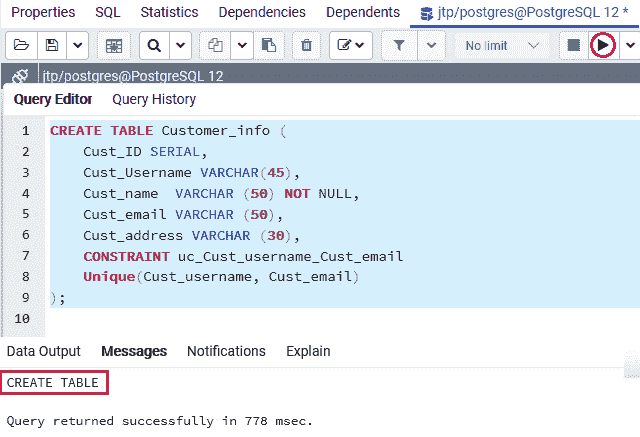 Properties SQL Statistics Dependencies Dependents jtp/postgres@PostgreSQL 12 *
No limit
jtp/postgres@PostgreSQL 12
Query Editor Query History
1 CREATE TABLE Customer_info (
2 Cust_ID SERIAL,
3 Cust_Username VARCHAR(45),
4 Cust_name VARCHAR (50) NOT NULL,
5 Cust_email VARCHAR (50),
6 Cust_address VARCHAR (30),
7 CONSTRAINT uc_Cust_username_Cust_email
8 Unique(Cust_username, Cust_email)
9 );
10
Data Output Messages Notifications Explain
CREATE TABLE
Query returned successfully in 778 msec.